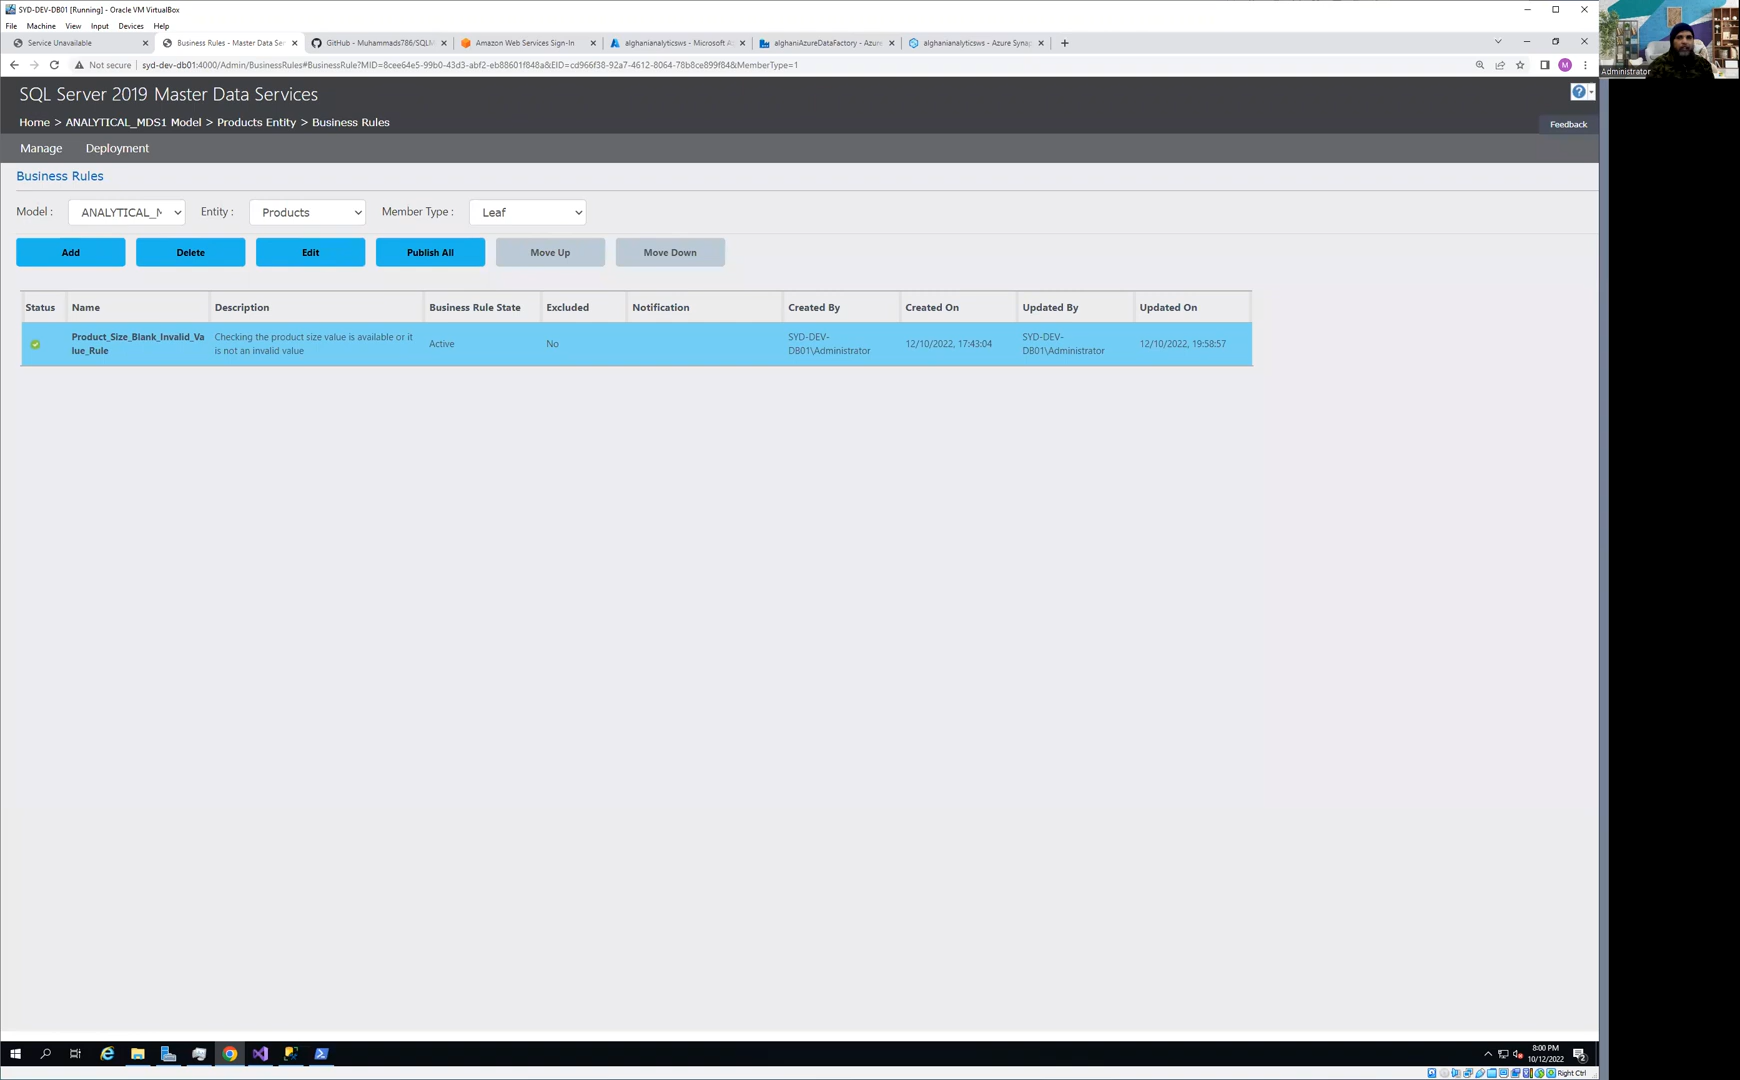 SYD-DEV-DB01 [Running] - Oracle VM VirtualBox
File Machine View Input Devices Help
Service Unavailable
Business Rules - Master Data Se
GitHub - Muhammads786/SQLM
Amazon Web Services Sign-In
alghanianalyticsws - Microsoft A
alghaniAzureDataFactory - Azure
alghanianalyticsws - Azure Synap
Not secure syd-dev-db01:4000/Admin/BusinessRules#BusinessRule?MID=8cee64e5-99b0-43d3-abf2-eb88601f848a&EID=cd966f38-92a7-4612-8064-78b8ce899f84&MemberType=1
M
Administrator
SQL Server 2019 Master Data Services
Home > ANALYTICAL_MDS1 Model > Products Entity > Business Rules
Feedback
Manage Deployment
Business Rules
Model : ANALYTICAL_M Entity : Products Member Type : Leaf
Add Delete Edit Publish All Move Up Move Down
Status Name Description Business Rule State Excluded Notification Created By Created On Updated By Updated On
Product_Size_Blank_Invalid_Va
lue_Rule
Checking the product size value is available or it
is not an invalid value
Active
No
SYD-DEV-
DB01\Administrator
12/10/2022, 17:43:04
SYD-DEV-
DB01\Administrator
12/10/2022, 19:58:57
8:00 PM
10/12/2022
2
Right Ctrl